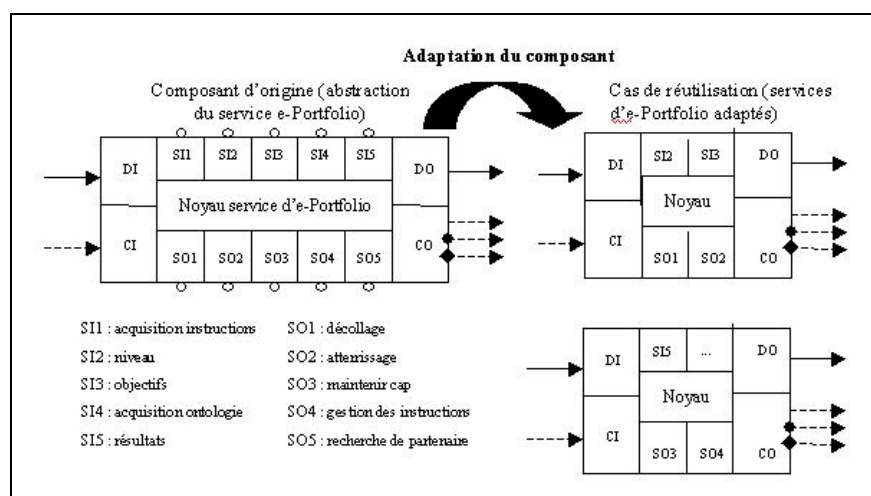 Adaptation du composant
Composant d'origine (abstraction
du service e-Portfolio)
Cas de réutilisation (services
d'e-Portfolio adaptés)
DI
SI1
SI2
SI3
SI4
SI5
DO
Noyau service d'e-Portfolio
CI
SO1
SO2
SO3
SO4
SO5
CO
DI
SI2
SI3
DO
Noyau
CI
SO1
SO2
CO
SI1 : acquisition instructions
SI2 : niveau
SI3 : objectifs
SI4 : acquisition ontologie
SI5 : résultats
SO1 : décollage
SO2 : atterrissage
SO3 : maintenir cap
SO4 : gestion des instructions
SO5 : recherche de partenaire
DI
SI5
...
DO
Noyau
CI
SO3
SO4
CO